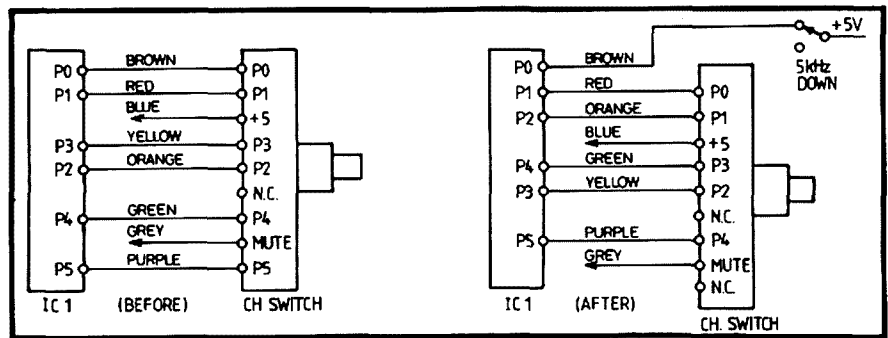 P0 BROWN P0
P1 RED P1
BLUE +5
P3 YELLOW P3
P2 ORANGE P2
N.C.
P4 GREEN P4
GREY MUTE
P5 PURPLE P5
IC 1 (BEFORE) CH SWITCH
+5V
5kHz
DOWN
P0 BROWN
P1 RED P0
P2 ORANGE P1
BLUE +5
P4 GREEN P3
P3 YELLOW P2
N.C.
P5 PURPLE P4
GREY MUTE
N.C.
IC 1 (AFTER)
CH. SWITCH